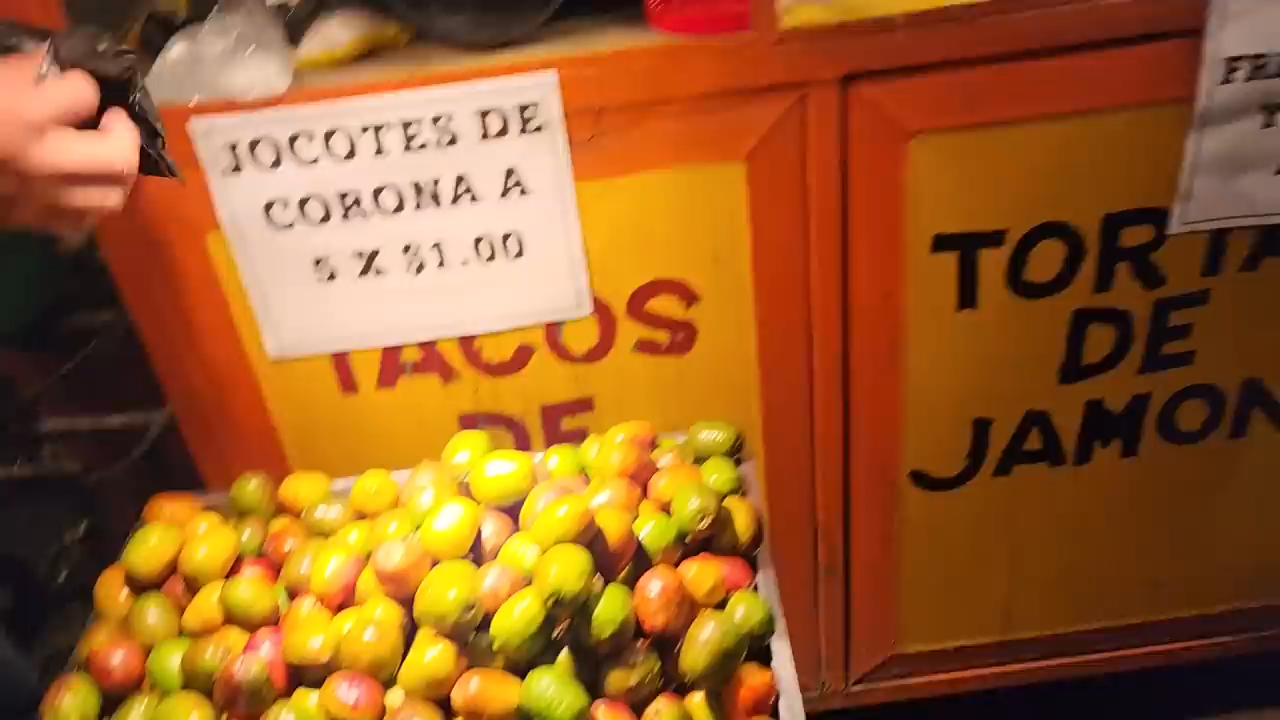 JOCOTES DE
CORONA A
5 X $1.00
TACOS
DE
TORTA
DE
JAMON